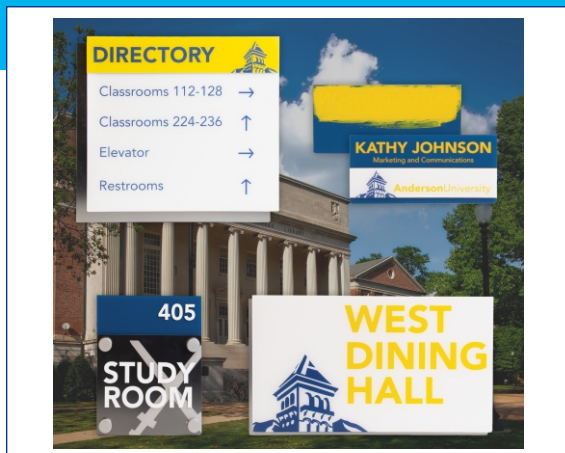 DIRECTORY
Classrooms 112-128 →
Classrooms 224-236 ↑
Elevator →
Restrooms ↑
KATHY JOHNSON
Marketing and Communications
AndersonUniversity
405
STUDY
ROOM
WEST
DINING
HALL